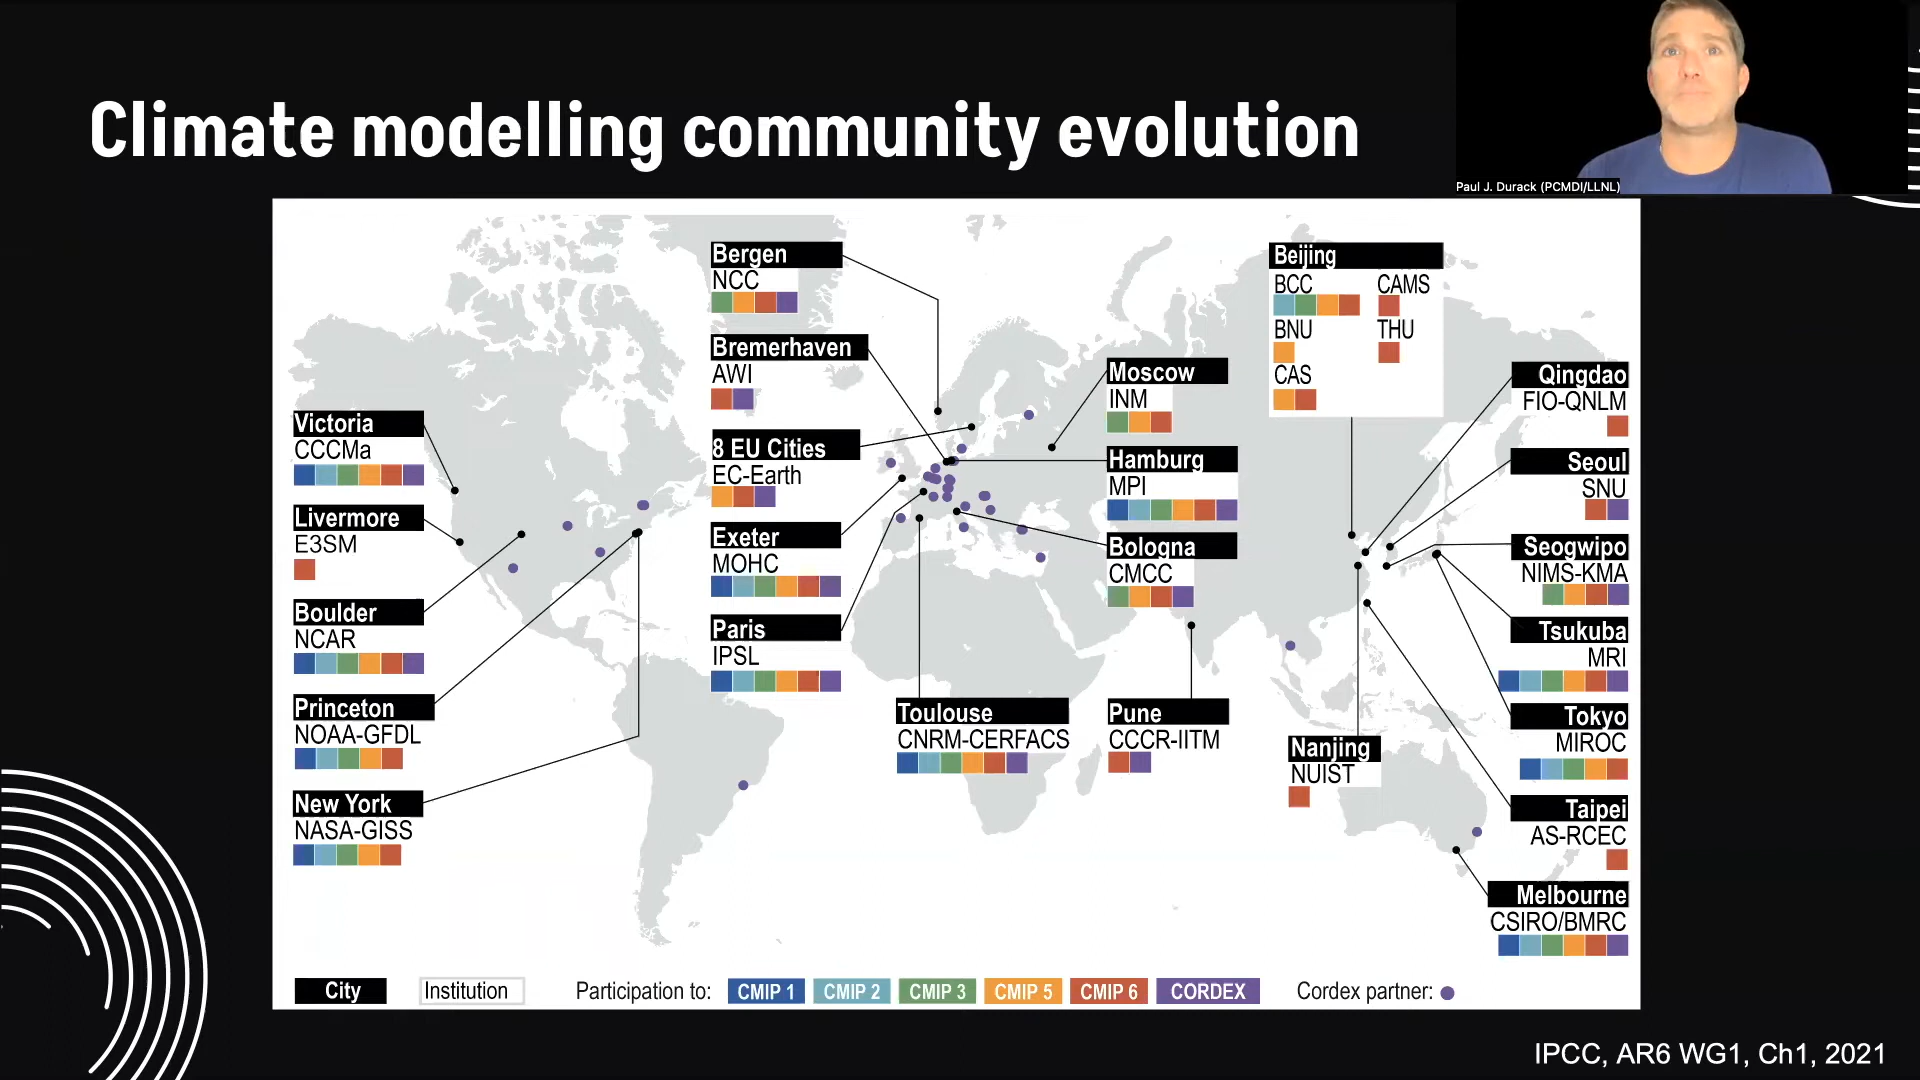 Climate modelling community evolution
Paul J. Durack (PCMDI/LLNL)
Victoria
CCCMa
Livermore
E3SM
Boulder
NCAR
Princeton
NOAA-GFDL
New York
NASA-GISS
Bergen
NCC
Bremerhaven
AWI
8 EU Cities
EC-Earth
Exeter
MOHC
Paris
IPSL
Toulouse
CNRM-CERFACS
Moscow
INM
Hamburg
MPI
Bologna
CMCC
Pune
CCCR-IITM
Beijing
BCC CAMS
BNU THU
CAS
Nanjing
NUIST
Qingdao
FIO-QNLM
Seoul
SNU
Seogwipo
NIMS-KMA
Tsukuba
MRI
Tokyo
MIROC
Taipei
AS-RCEC
Melbourne
CSIRO/BMRC
City Institution Participation to: CMIP 1 CMIP 2 CMIP 3 CMIP 5 CMIP 6 CORDEX Cordex partner:
IPCC, AR6 WG1, Ch1, 2021